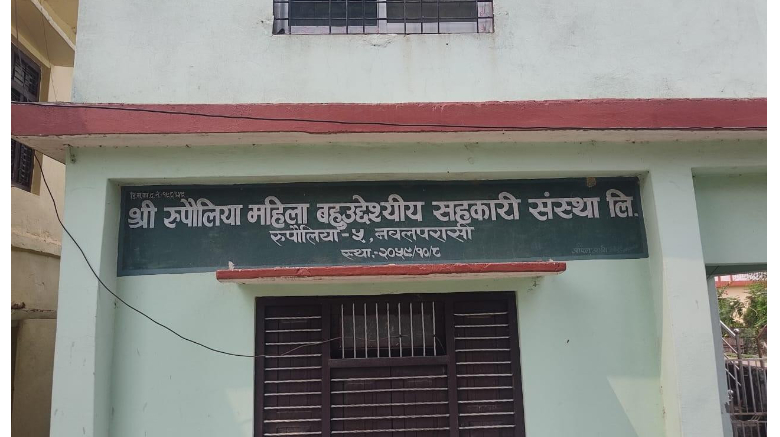 श्री रुपौलिया महिला बहुउद्देश्यीय सहकारी संस्था लि.
रुपौलिया-५, नवलपरासी
स्था.-२०५९/१०/८